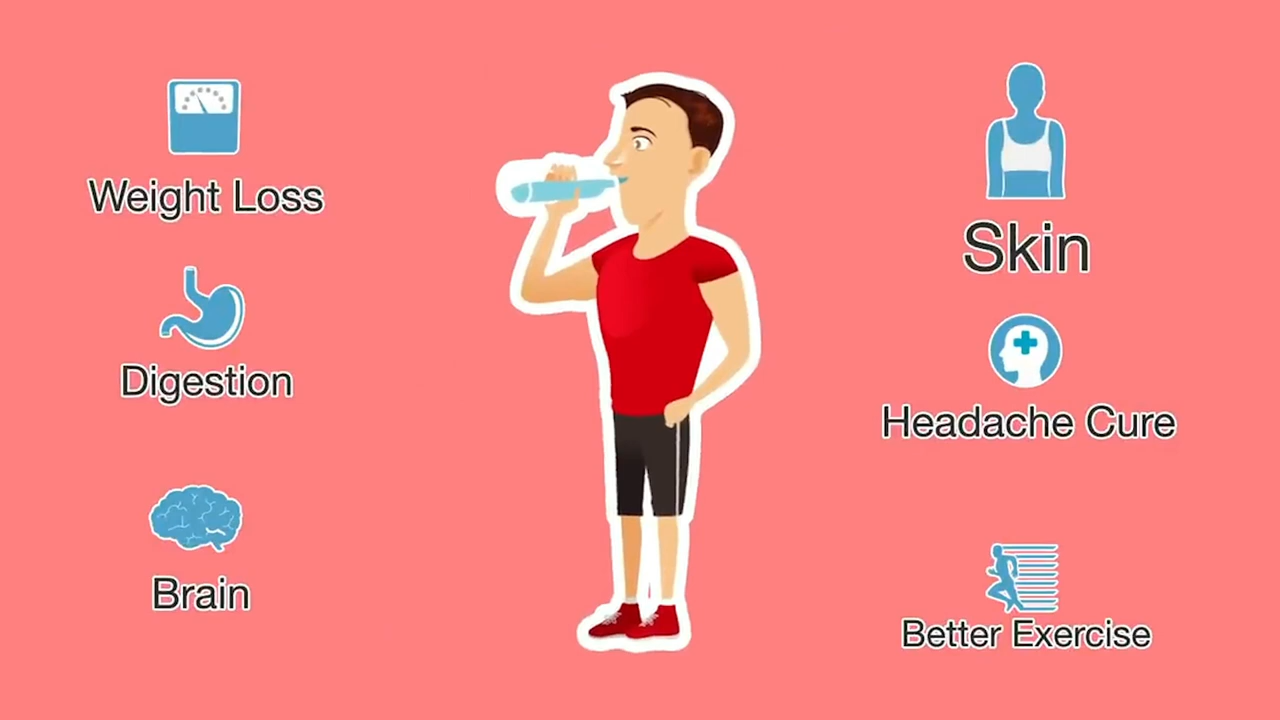 Weight Loss
Digestion
Brain
Skin
Headache Cure
Better Exercise